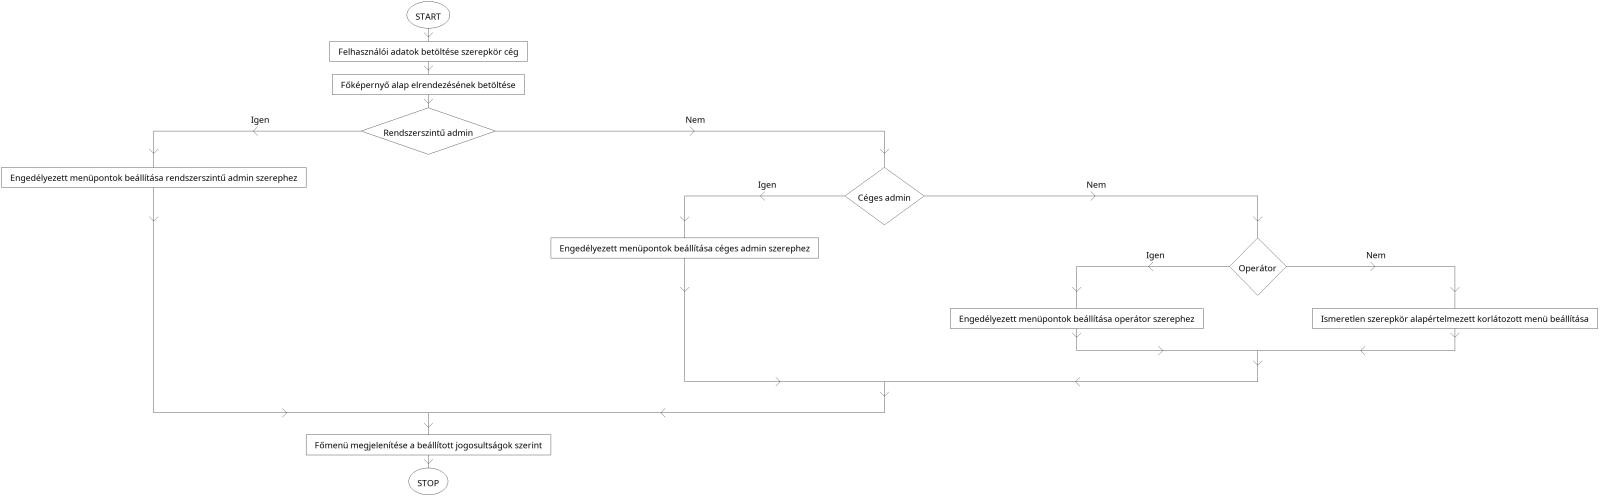 START
Felhasználói adatok betöltése szerepkör cég
Főképernyő alap elrendezésének betöltése
Igen
Rendszerszintű admin
Nem
Engedélyezett menüpontok beállítása rendszerszintű admin szerephez
Igen
Céges admin
Nem
Engedélyezett menüpontok beállítása céges admin szerephez
Igen
Operátor
Nem
Engedélyezett menüpontok beállítása operátor szerephez
Ismeretlen szerepkör alapértelmezett korlátozott menü beállítása
Főmenü megjelenítése a beállított jogosultságok szerint
STOP